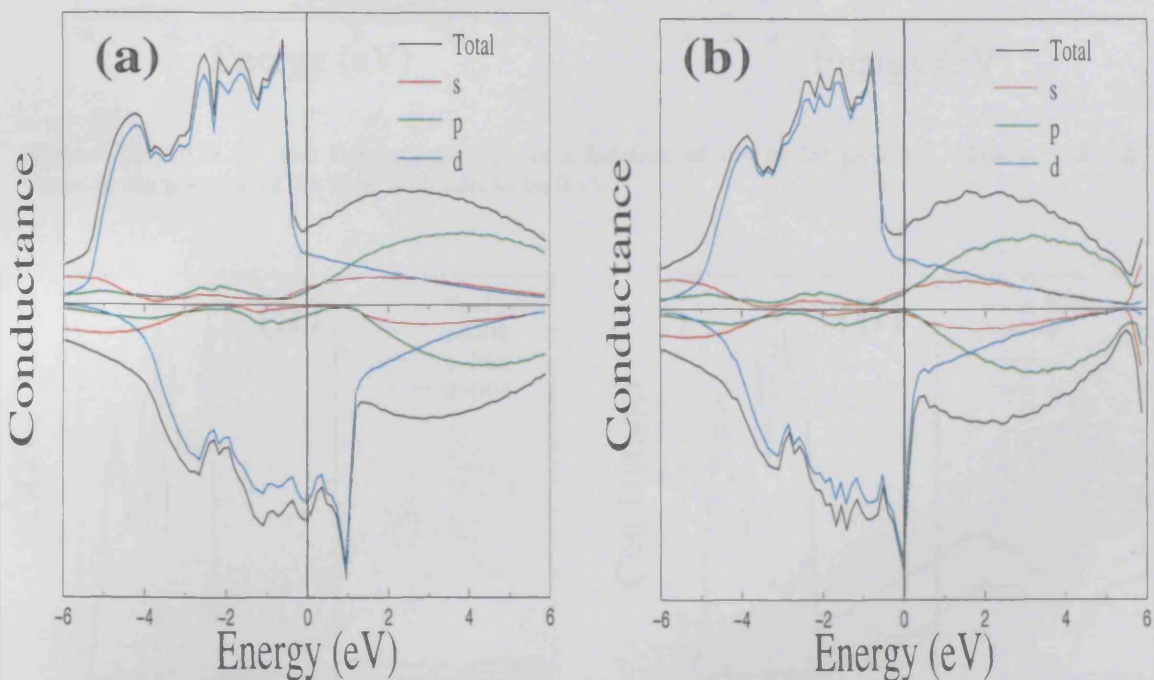 (a)
Total
s
p
d
Conductance
-6 -4 -2 0 2 4 6
Energy (eV)
(b)
Total
s
p
d
Conductance
-6 -4 -2 0 2 4 6
Energy (eV)